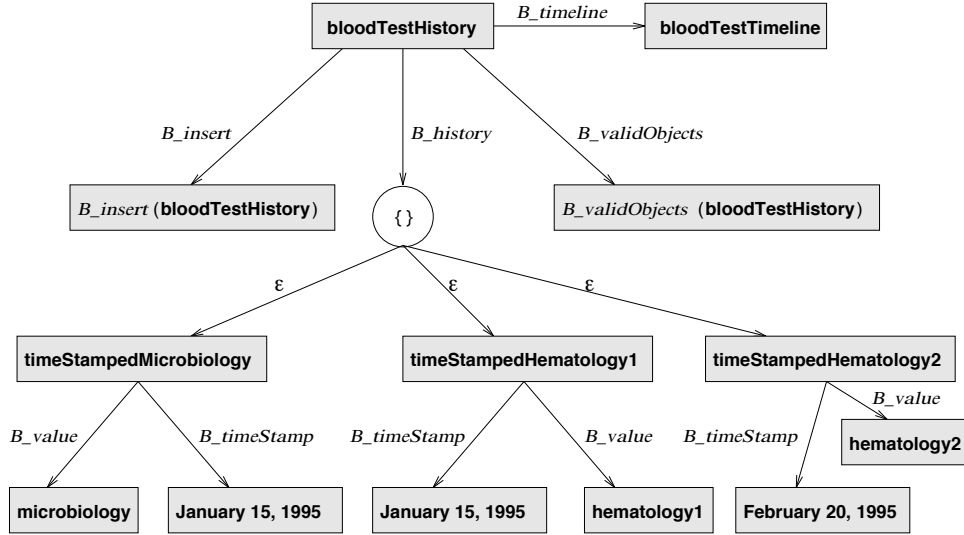 bloodTestHistory
B_timeline
bloodTestTimeline
B_insert
B_history
B_validObjects
B_insert (bloodTestHistory)
{ }
B_validObjects (bloodTestHistory)
ε
ε
ε
timeStampedMicrobiology
timeStampedHematology1
timeStampedHematology2
B_value
B_timeStamp
B_timeStamp
B_value
B_timeStamp
B_value
hematology2
microbiology
January 15, 1995
January 15, 1995
hematology1
February 20, 1995